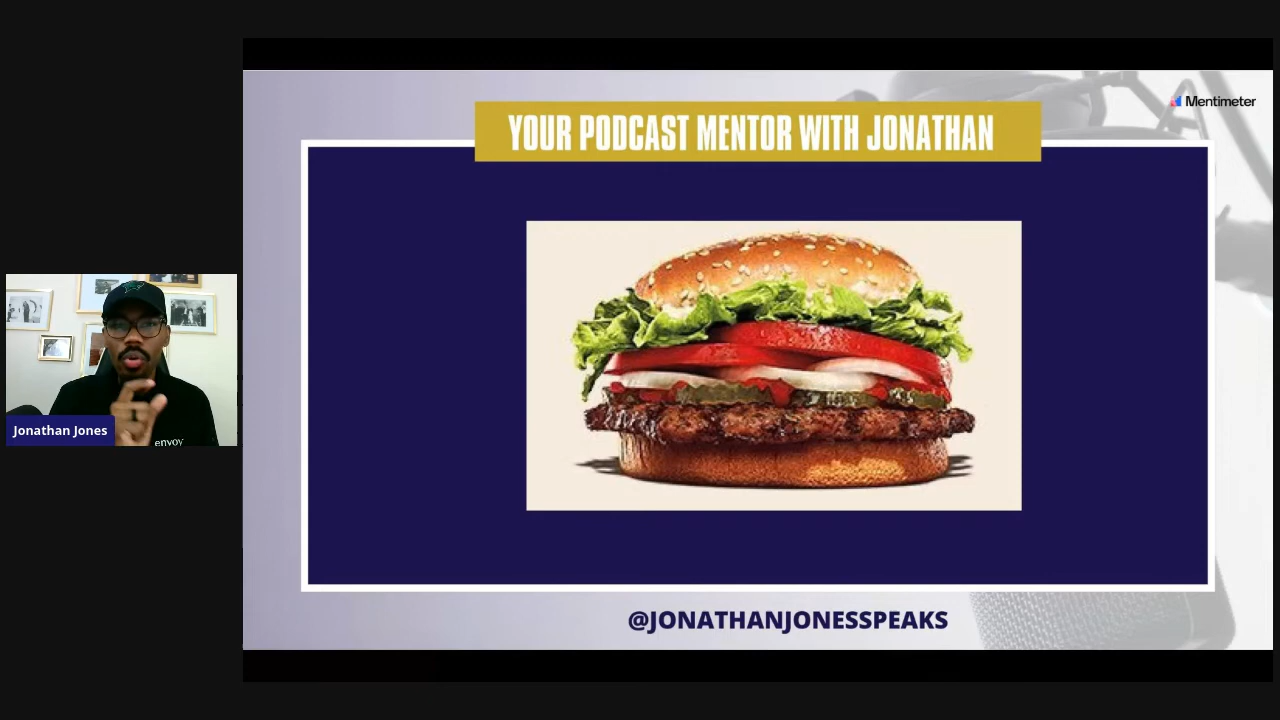 YOUR PODCAST MENTOR WITH JONATHAN
Mentimeter
Jonathan Jones
envoy
@JONATHANJONESSPEAKS